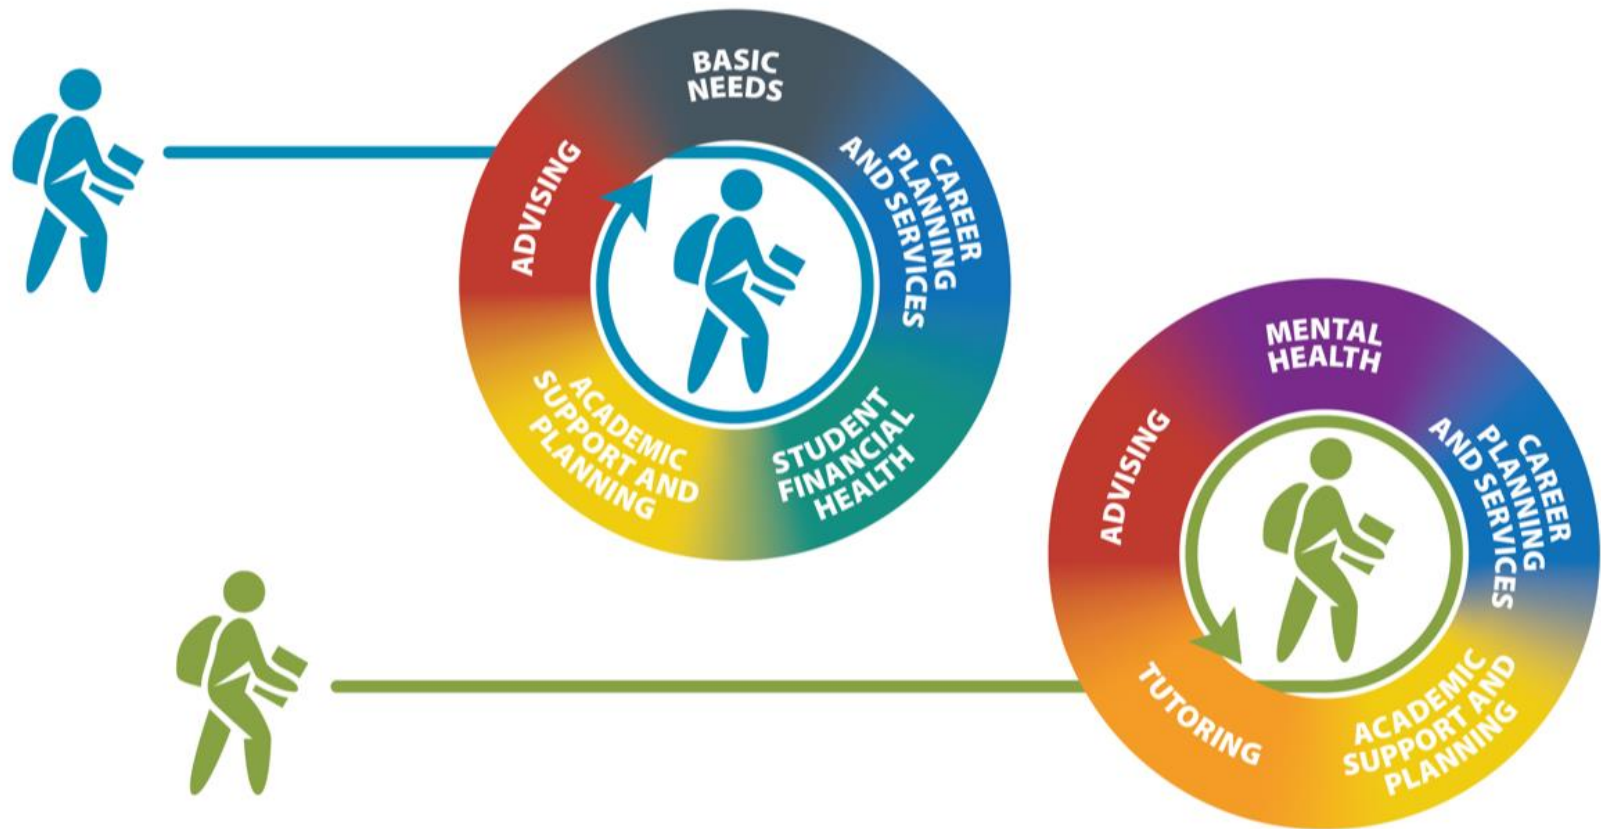 BASIC
NEEDS
CAREER
PLANNING
AND SERVICES
STUDENT
FINANCIAL
HEALTH
ACADEMIC
SUPPORT AND
PLANNING
ADVISING
MENTAL
HEALTH
CAREER
PLANNING
AND SERVICES
ACADEMIC
SUPPORT AND
PLANNING
TUTORING
ADVISING